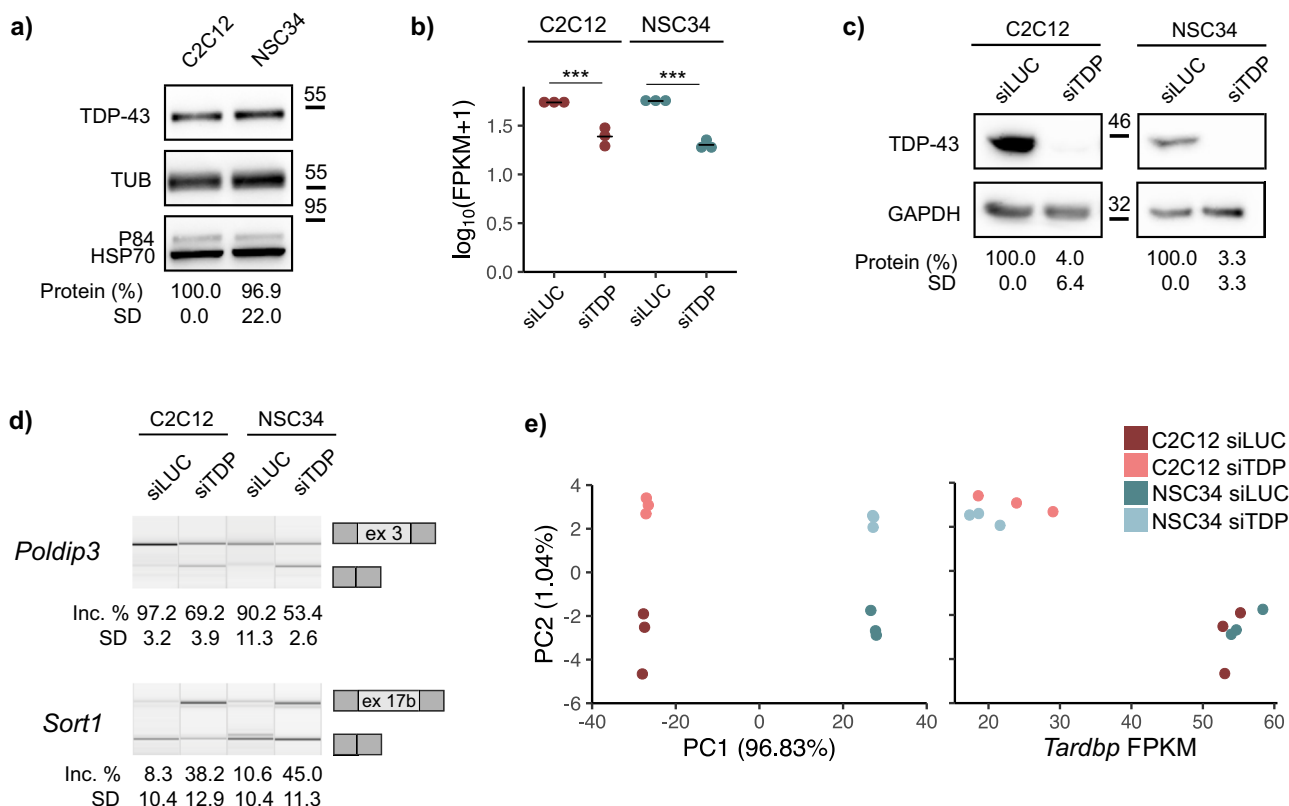 a)
C2C12 NSC34
TDP-43
55
TUB
55
95
P84
HSP70
Protein (%) 100.0 96.9
SD 0.0 22.0
b)
C2C12 NSC34
*** ***
log10(FPKM+1)
1.5
1.0
0.5
0.0
siLUC siTDP siLUC siTDP
c)
C2C12 NSC34
siLUC siTDP siLUC siTDP
TDP-43
46
GAPDH
32
Protein (%) 100.0 4.0 100.0 3.3
SD 0.0 6.4 0.0 3.3
d)
C2C12 NSC34
siLUC siTDP siLUC siTDP
Poldip3
ex 3
Inc. % 97.2 69.2 90.2 53.4
SD 3.2 3.9 11.3 2.6
Sort1
ex 17b
Inc. % 8.3 38.2 10.6 45.0
SD 10.4 12.9 10.4 11.3
e)
C2C12 siLUC
C2C12 siTDP
NSC34 siLUC
NSC34 siTDP
PC2 (1.04%)
4
2
0
-2
-4
-6
-40 -20 0 20 40
PC1 (96.83%)
20 30 40 50 60
Tardbp FPKM